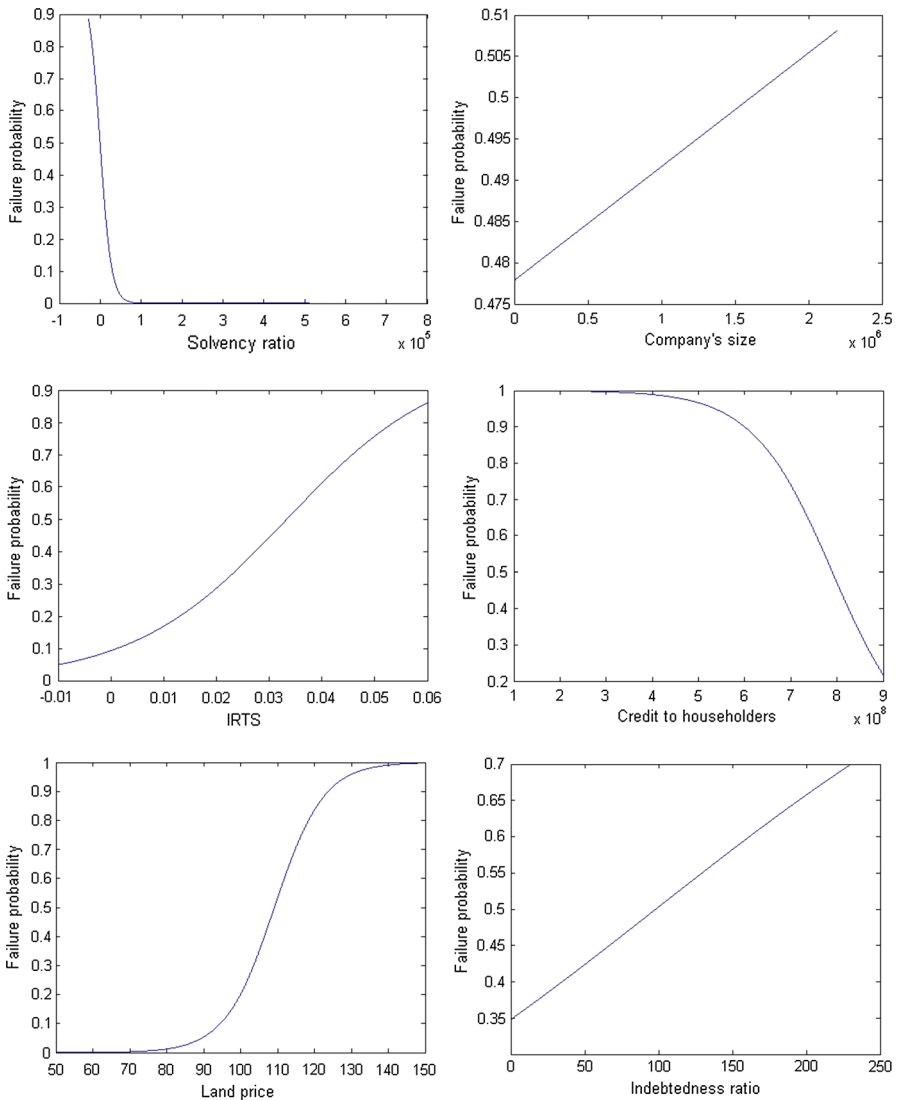 0.9
0.8
0.7
0.6
0.5
0.4
0.3
0.2
0.1
0
Failure probability
-1 0 1 2 3 4 5 6 7 8
Solvency ratio
x 10^5
0.51
0.505
0.5
0.495
0.49
0.485
0.48
0.475
Failure probability
0 0.5 1 1.5 2 2.5
Company's size
x 10^6
0.9
0.8
0.7
0.6
0.5
0.4
0.3
0.2
0.1
0
Failure probability
-0.01 0 0.01 0.02 0.03 0.04 0.05 0.06
IRTS
1
0.9
0.8
0.7
0.6
0.5
0.4
0.3
0.2
Failure probability
1 2 3 4 5 6 7 8 9
Credit to householders
x 10^8
1
0.9
0.8
0.7
0.6
0.5
0.4
0.3
0.2
0.1
0
Failure probability
50 60 70 80 90 100 110 120 130 140 150
Land price
0.7
0.65
0.6
0.55
0.5
0.45
0.4
0.35
Failure probability
0 50 100 150 200 250
Indebtedness ratio